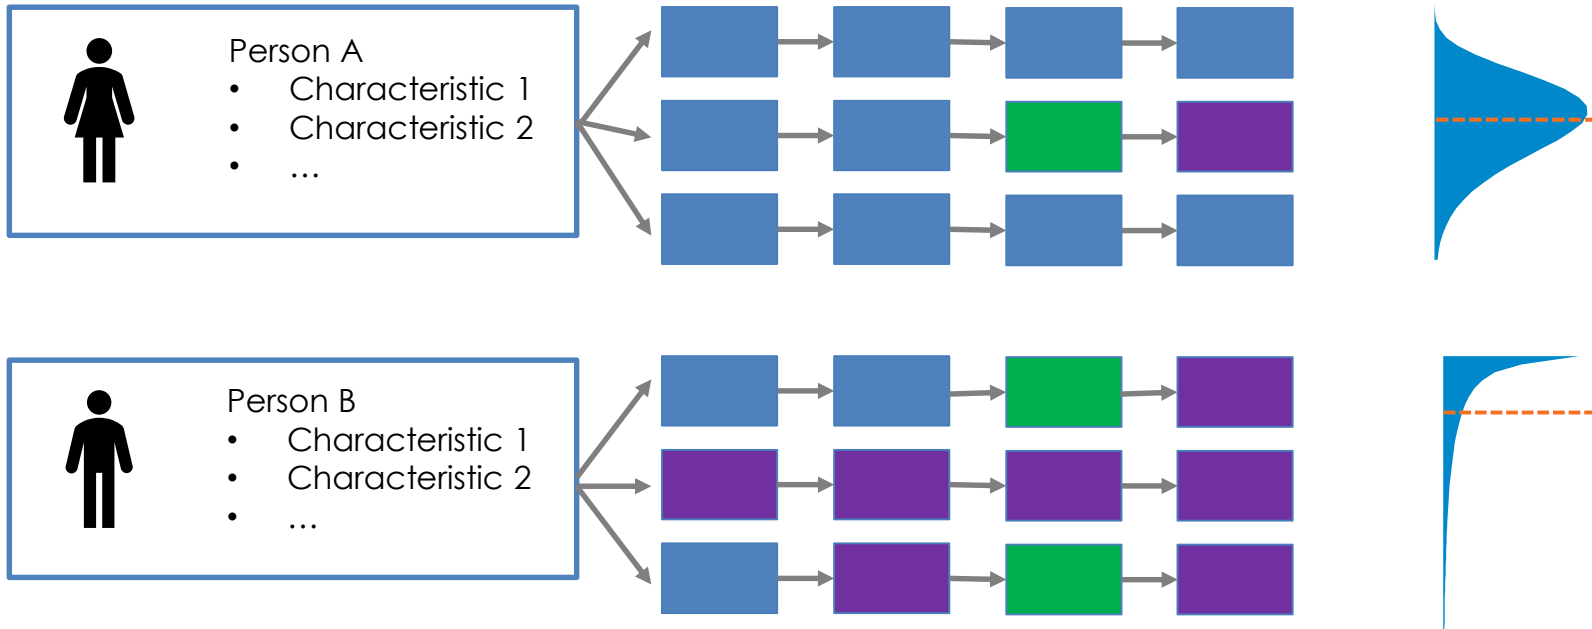 Person A
• Characteristic 1
• Characteristic 2
• ...
Person B
• Characteristic 1
• Characteristic 2
• ...